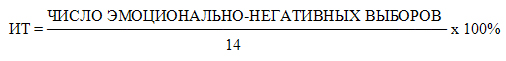 ЧИСЛО ЭМОЦИОНАЛЬНО-НЕГАТИВНЫХ ВЫБОРОВ
ИТ = x 100%
14